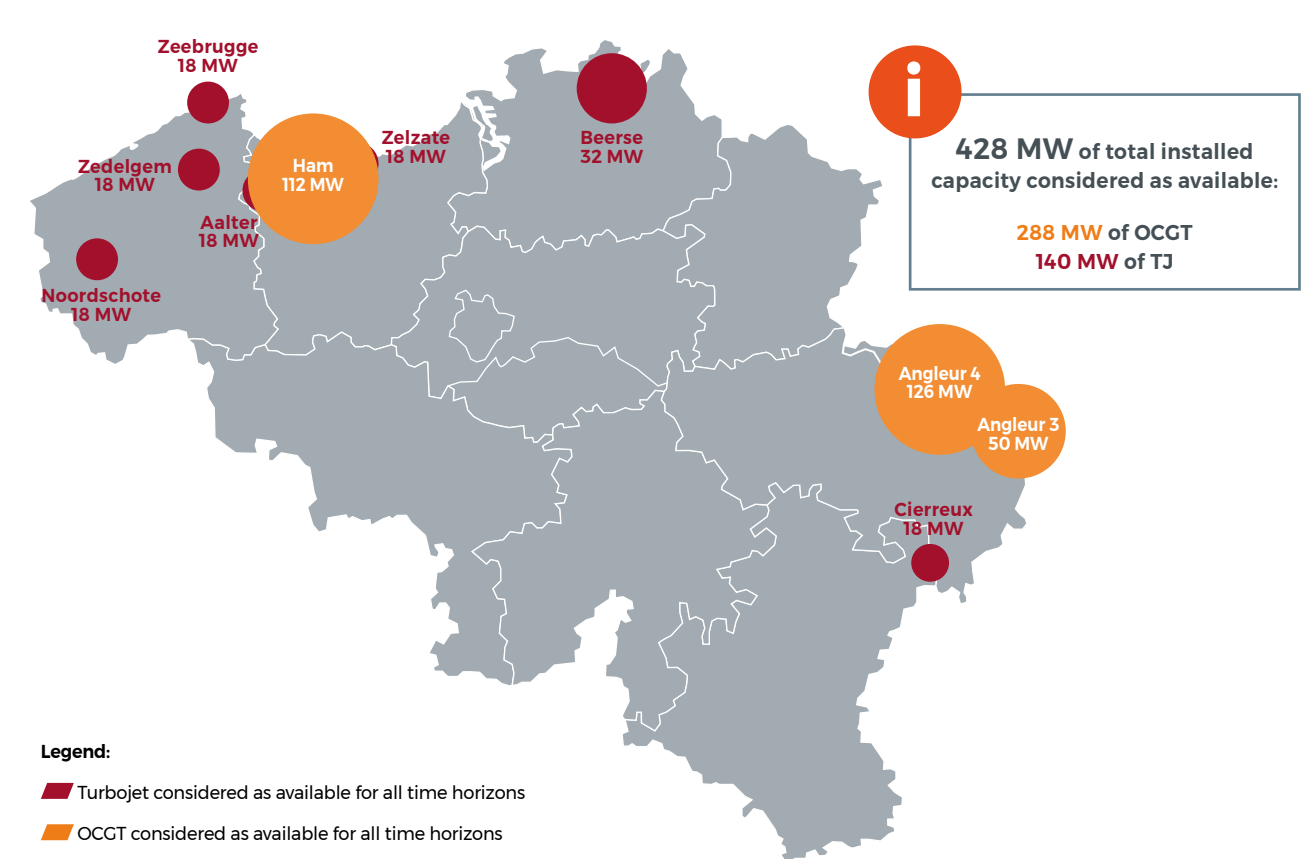 Zeebrugge
18 MW
Zedelgem
18 MW
Aalter
18 MW
Noordschote
18 MW
Ham
112 MW
Zelzate
18 MW
Beerse
32 MW
i
428 MW of total installed
capacity considered as available:
288 MW of OCGT
140 MW of TJ
Angleur 4
126 MW
Angleur 3
50 MW
Cierreux
18 MW
Legend:
Turbojet considered as available for all time horizons
OCGT considered as available for all time horizons